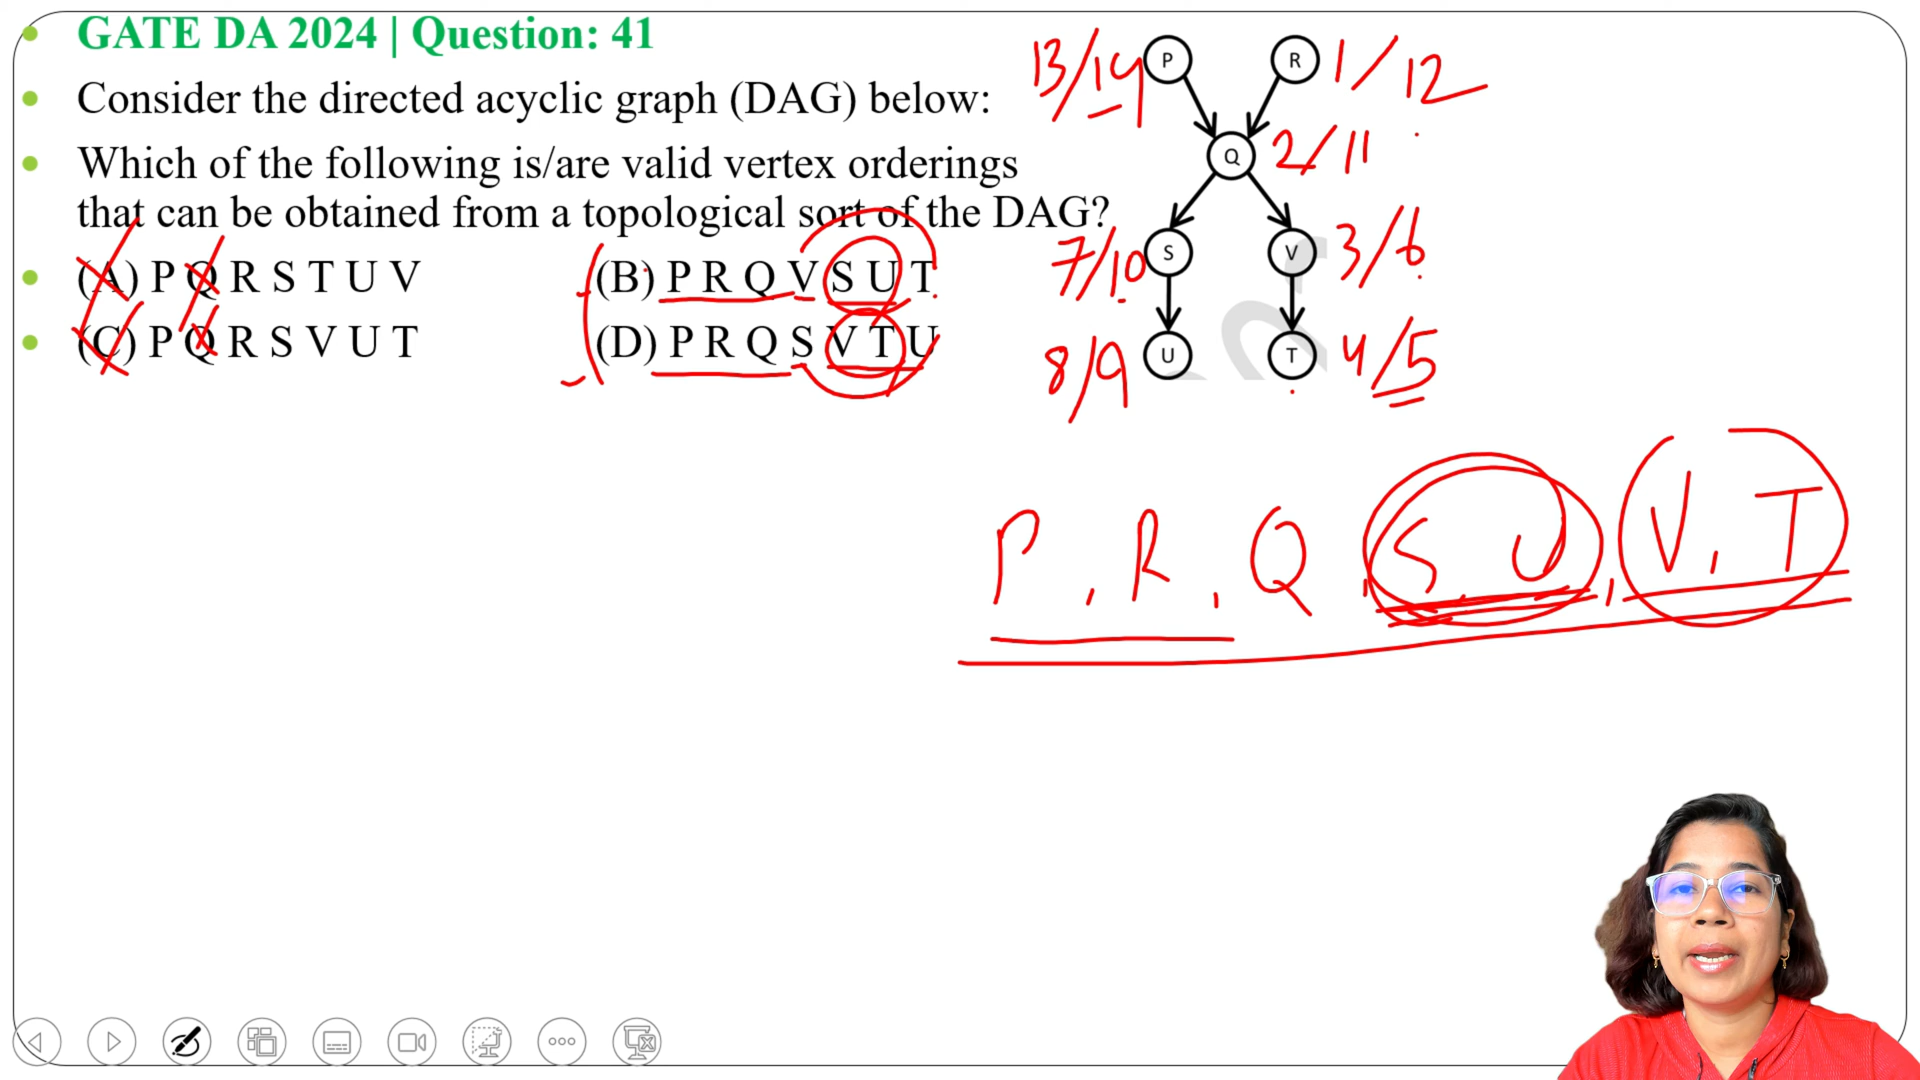 GATE DA 2024 | Question: 41
Consider the directed acyclic graph (DAG) below:
Which of the following is/are valid vertex orderings
that can be obtained from a topological sort of the DAG?
(A) P Q R S T U V
(B) P R Q V S U T
(C) P Q R S V U T
(D) P R Q S V T U
13/14 P R 1/12
Q 2/11
7/10 S V 3/6
8/9 U T 4/5
P, R, Q, S, U, V, T